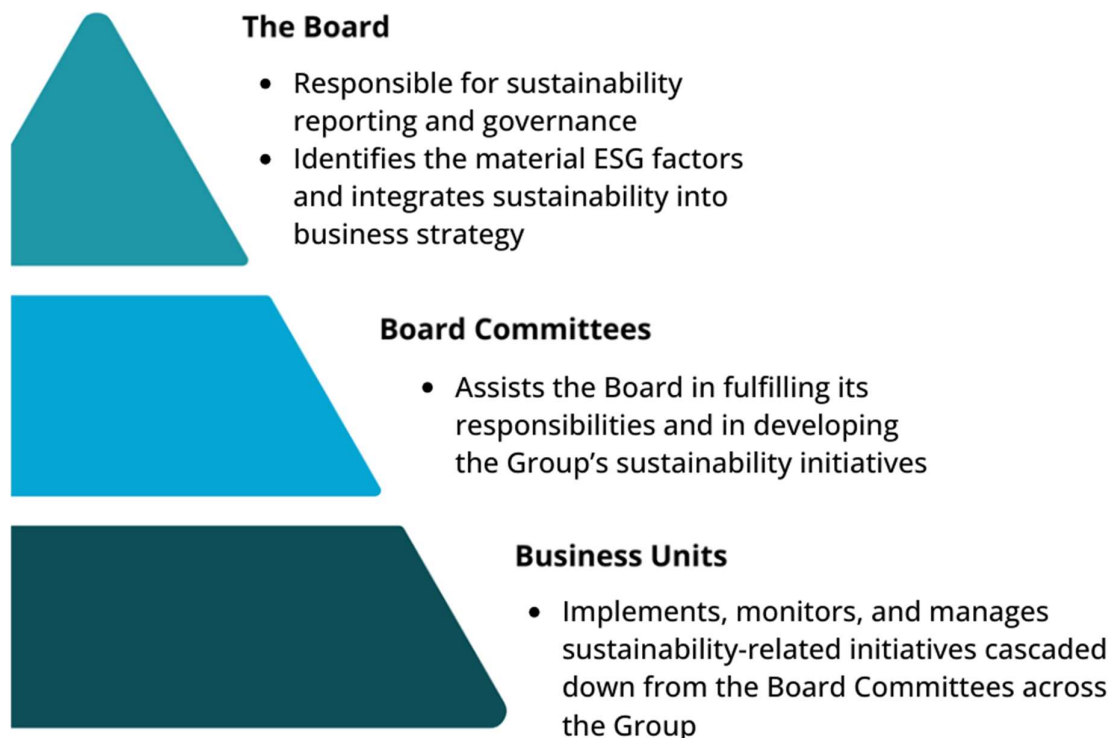 The Board
• Responsible for sustainability
reporting and governance
• Identifies the material ESG factors
and integrates sustainability into
business strategy
Board Committees
• Assists the Board in fulfilling its
responsibilities and in developing
the Group’s sustainability initiatives
Business Units
• Implements, monitors, and manages
sustainability-related initiatives cascaded
down from the Board Committees across
the Group